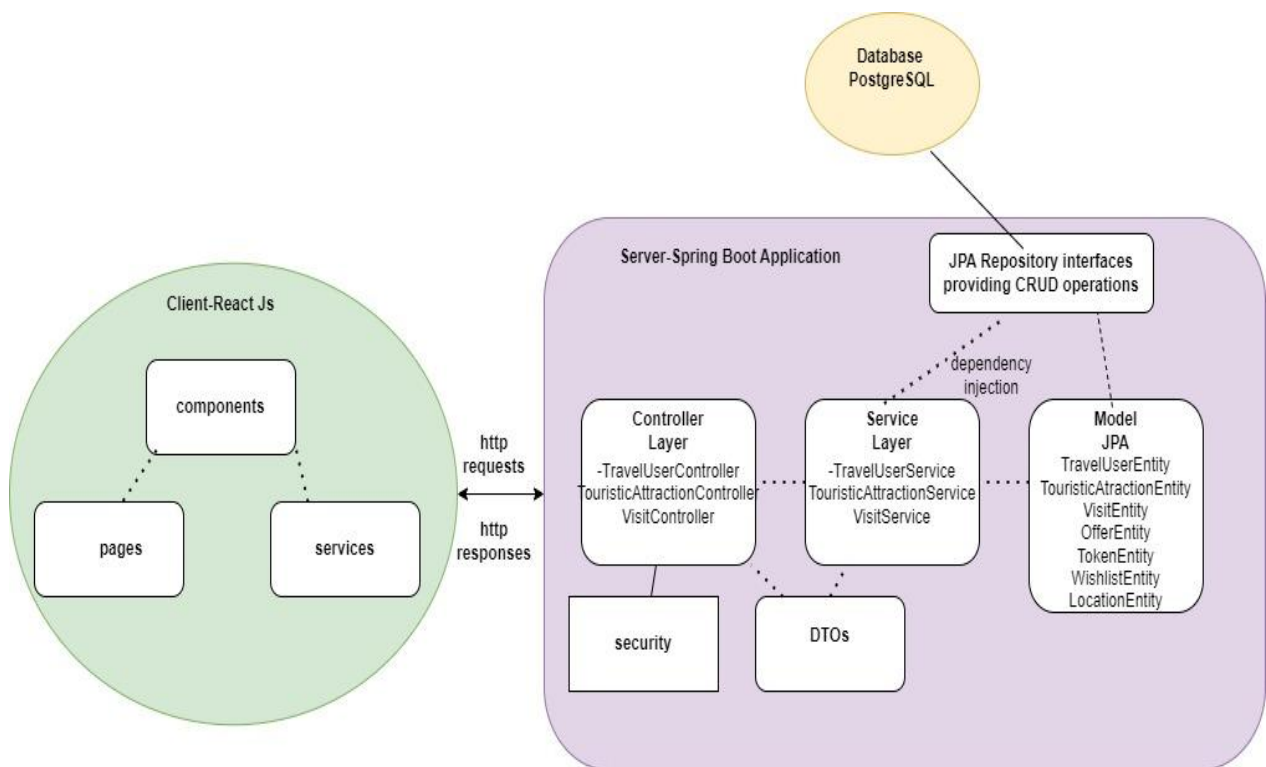 Database
PostgreSQL
Server-Spring Boot Application
JPA Repository interfaces
providing CRUD operations
Client-React Js
components
pages
services
http
requests
http
responses
dependency
injection
Controller
Layer
-TravelUserController
TouristicAttractionController
VisitController
Service
Layer
-TravelUserService
TouristicAttractionService
VisitService
Model
JPA
TravelUserEntity
TouristicAtractionEntity
VisitEntity
OfferEntity
TokenEntity
WishlistEntity
LocationEntity
security
DTOs